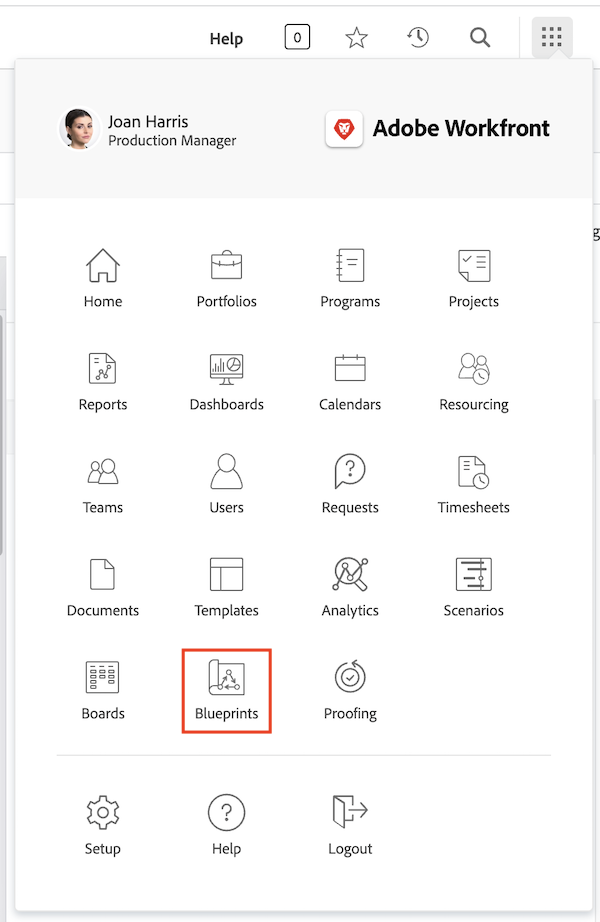 Help
0
Joan Harris
Production Manager
Adobe Workfront
Home
Portfolios
Programs
Projects
Reports
Dashboards
Calendars
Resourcing
Teams
Users
Requests
Timesheets
Documents
Templates
Analytics
Scenarios
Boards
Blueprints
Proofing
Setup
Help
Logout